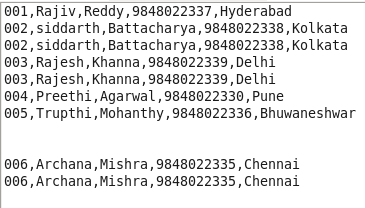 001,Rajiv,Reddy,9848022337,Hyderabad
002,siddarth,Battacharya,9848022338,Kolkata
002,siddarth,Battacharya,9848022338,Kolkata
003,Rajesh,Khanna,9848022339,Delhi
003,Rajesh,Khanna,9848022339,Delhi
004,Preethi,Agarwal,9848022330,Pune
005,Trupthi,Mohanthy,9848022336,Bhuwaneshwar
006,Archana,Mishra,9848022335,Chennai
006,Archana,Mishra,9848022335,Chennai